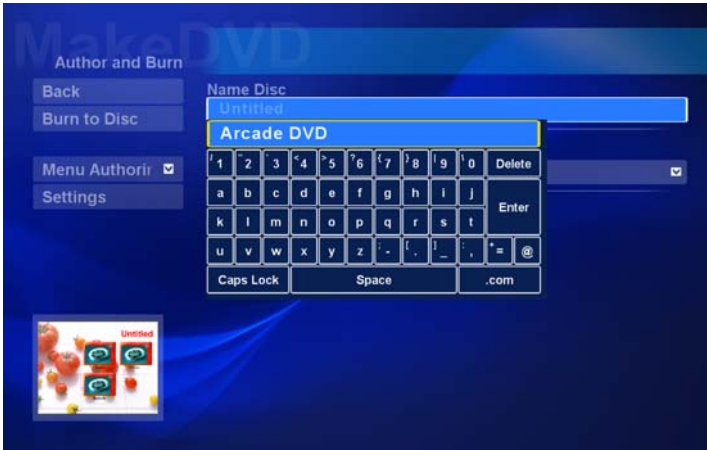 MakeDVD
Author and Burn
Back
Name Disc
Untitled
Burn to Disc
Arcade DVD
! 1 " 2 3 < 4 > 5 ? 6 { 7 } 8 | 9 \ 0 Delete
Menu Authorin
a b c d e f g h i j
Settings
Enter
k l m n o p q r s t
u v w x y z ; - [ . ] _ : , * = @
Caps Lock Space .com
Untitled